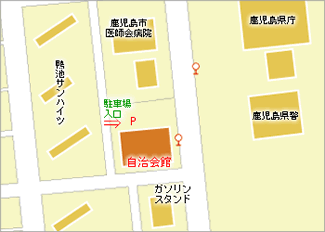 鹿児島市
医師会病院
鹿児島県庁
鴨池サンハイツ
駐車場
入口
P
鹿児島県警
自治会館
ガソリン
スタンド